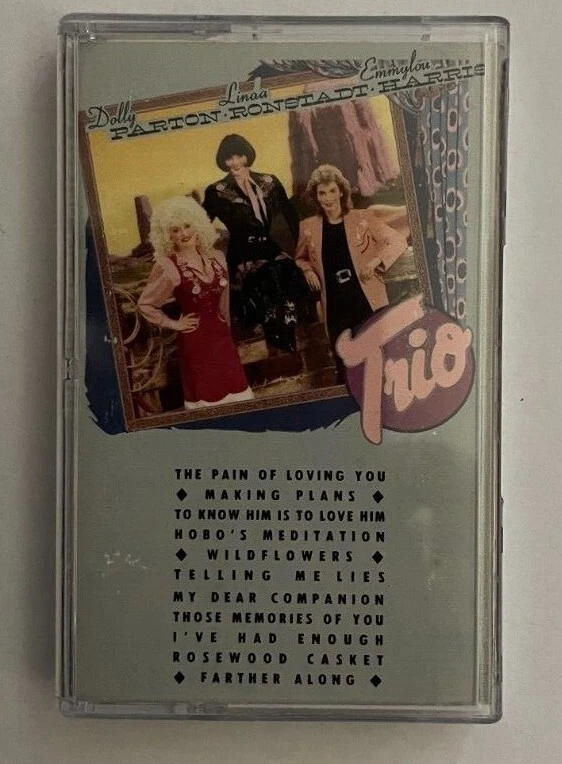 Dolly Linda Emmylou
PARTON · RONSTADT · HARRIS
Trio
THE PAIN OF LOVING YOU
◆ MAKING PLANS ◆
TO KNOW HIM IS TO LOVE HIM
HOBO'S MEDITATION
◆ WILDFLOWERS ◆
TELLING ME LIES
MY DEAR COMPANION
THOSE MEMORIES OF YOU
I'VE HAD ENOUGH
ROSEWOOD CASKET
◆ FARTHER ALONG ◆